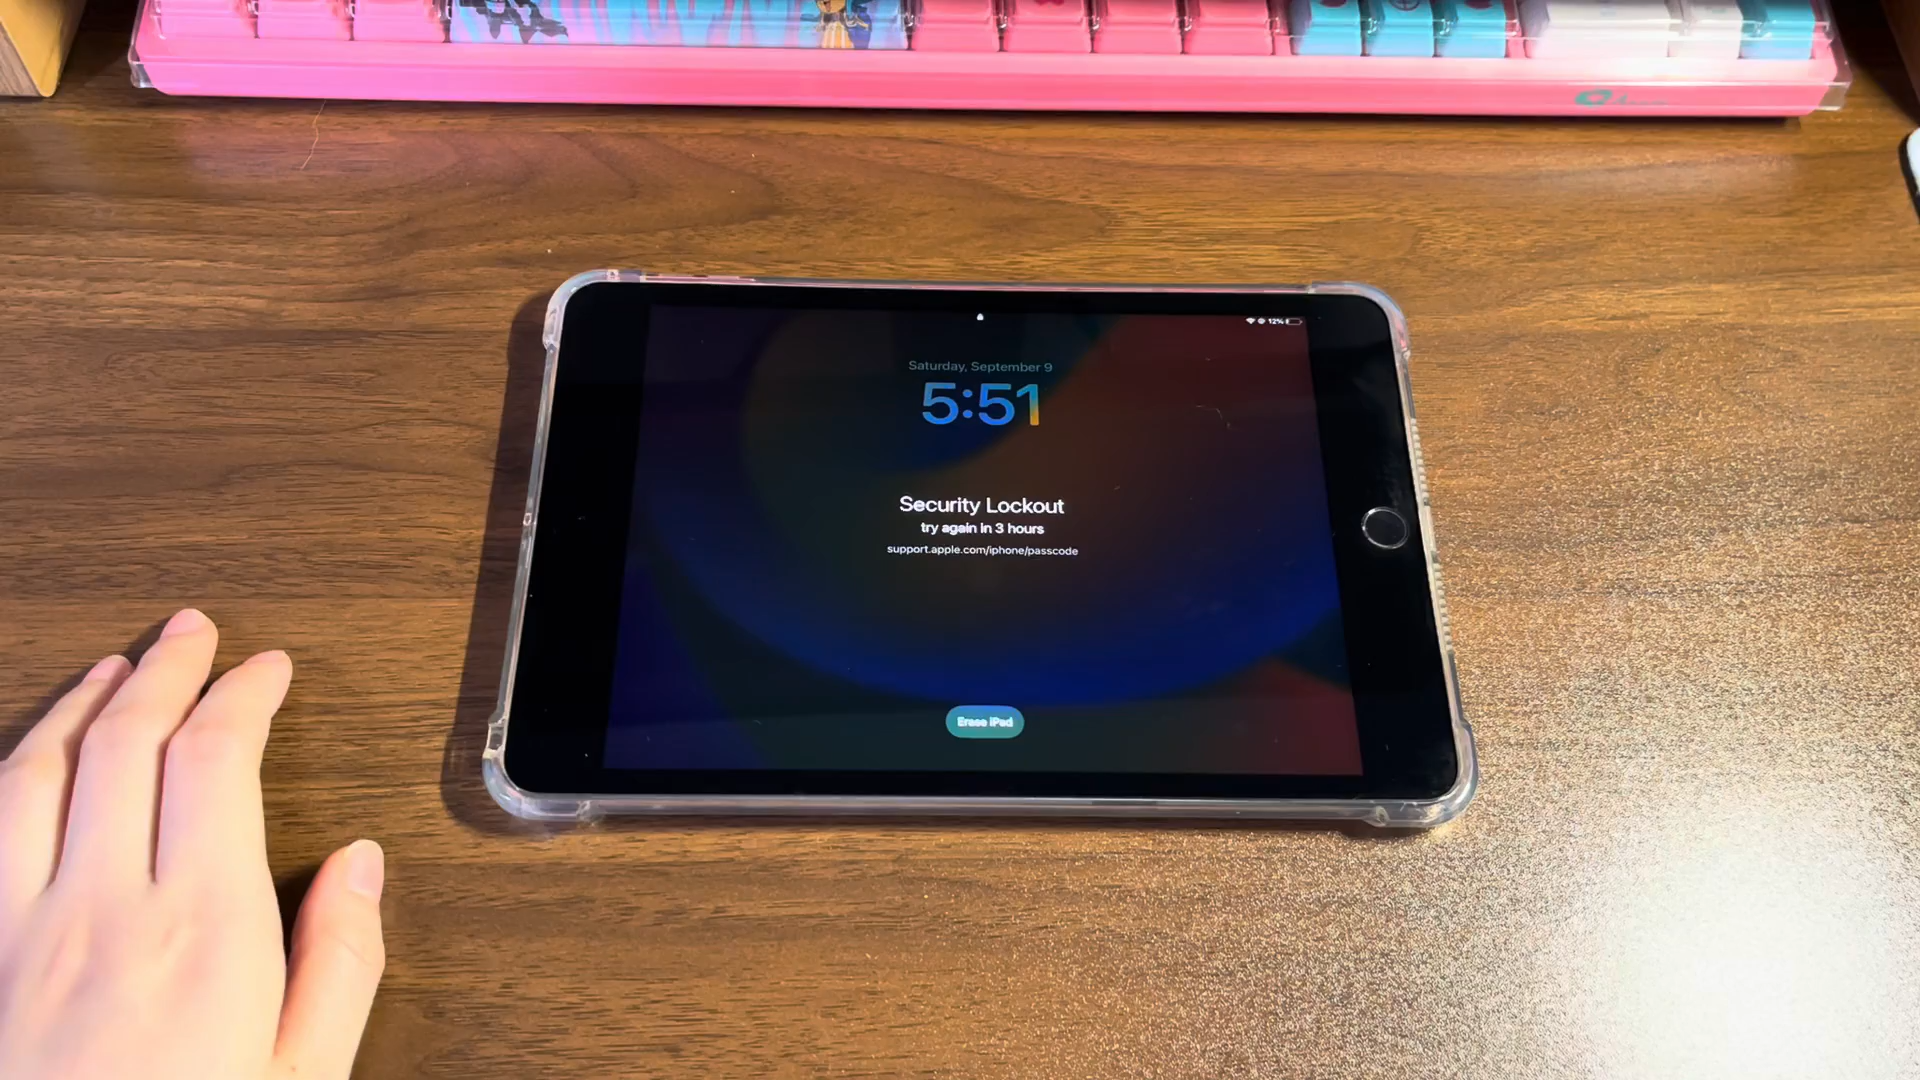 12%
Saturday, September 9
5:51
Security Lockout
try again in 3 hours
support.apple.com/iphone/passcode
Erase iPad